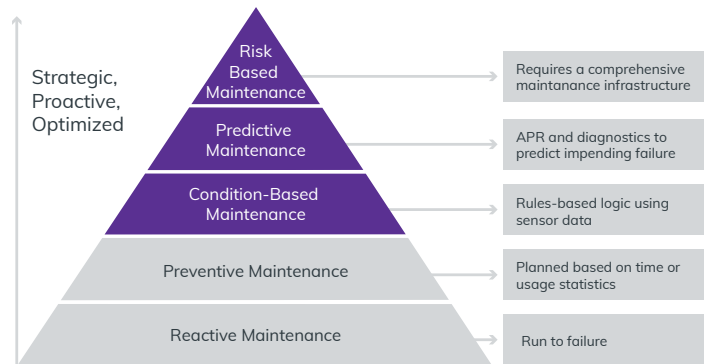 Strategic,
Proactive,
Optimized
Risk
Based
Maintenance
Requires a comprehensive
maintanance infrastructure
Predictive
Maintenance
APR and diagnostics to
predict impending failure
Condition-Based
Maintenance
Rules-based logic using
sensor data
Preventive Maintenance
Planned based on time or
usage statistics
Reactive Maintenance
Run to failure